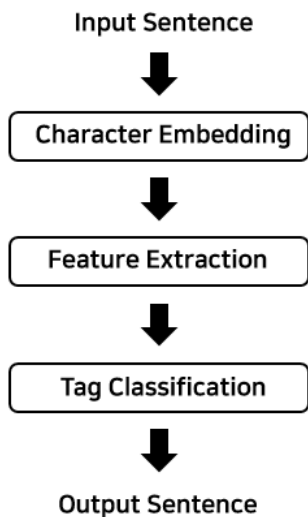 Input Sentence
Character Embedding
Feature Extraction
Tag Classification
Output Sentence